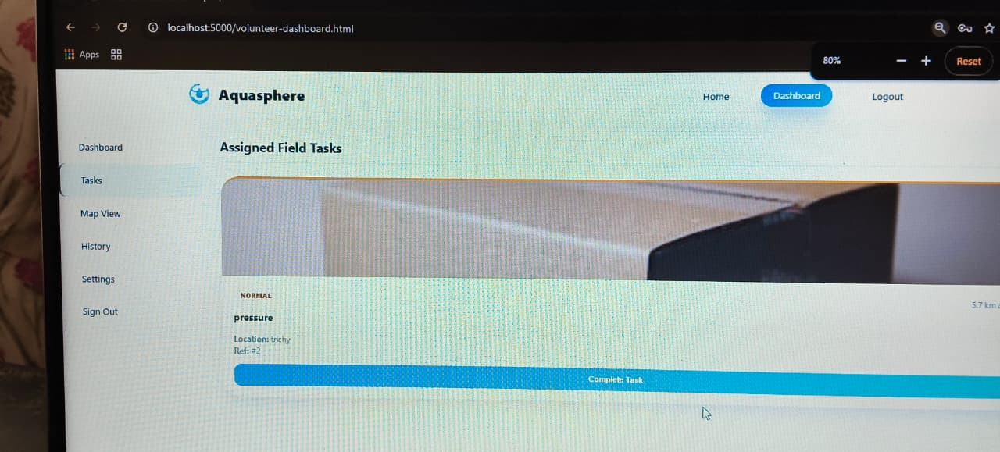 localhost:5000/volunteer-dashboard.html
Apps
80%
Reset
Aquasphere
Home
Dashboard
Logout
Dashboard
Tasks
Map View
History
Settings
Sign Out
Assigned Field Tasks
NORMAL
5.7 km
pressure
Location: trichy
Ref: #2
Complete Task